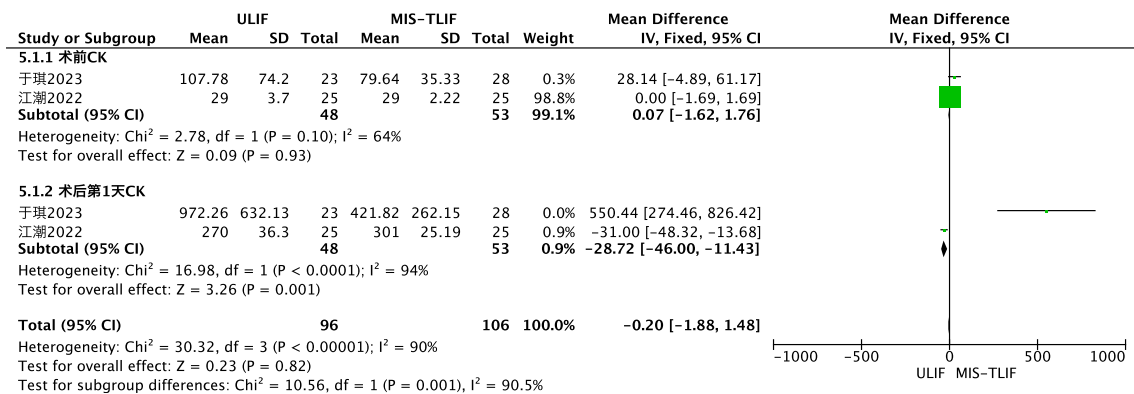 ULIF MIS-TLIF Mean Difference Mean Difference
Study or Subgroup Mean SD Total Mean SD Total Weight IV, Fixed, 95% CI IV, Fixed, 95% CI
5.1.1 术前CK
于琪2023 107.78 74.2 23 79.64 35.33 28 0.3% 28.14 [-4.89, 61.17]
江潮2022 29 3.7 25 29 2.22 25 98.8% 0.00 [-1.69, 1.69]
Subtotal (95% CI) 48 53 99.1% 0.07 [-1.62, 1.76]
Heterogeneity: Chi² = 2.78, df = 1 (P = 0.10); I² = 64%
Test for overall effect: Z = 0.09 (P = 0.93)
5.1.2 术后第1天CK
于琪2023 972.26 632.13 23 421.82 262.15 28 0.0% 550.44 [274.46, 826.42]
江潮2022 270 36.3 25 301 25.19 25 0.9% -31.00 [-48.32, -13.68]
Subtotal (95% CI) 48 53 0.9% -28.72 [-46.00, -11.43]
Heterogeneity: Chi² = 16.98, df = 1 (P < 0.0001); I² = 94%
Test for overall effect: Z = 3.26 (P = 0.001)
Total (95% CI) 96 106 100.0% -0.20 [-1.88, 1.48]
Heterogeneity: Chi² = 30.32, df = 3 (P < 0.00001); I² = 90%
Test for overall effect: Z = 0.23 (P = 0.82)
Test for subgroup differences: Chi² = 10.56, df = 1 (P = 0.001), I² = 90.5%
-1000 -500 0 500 1000
ULIF MIS-TLIF